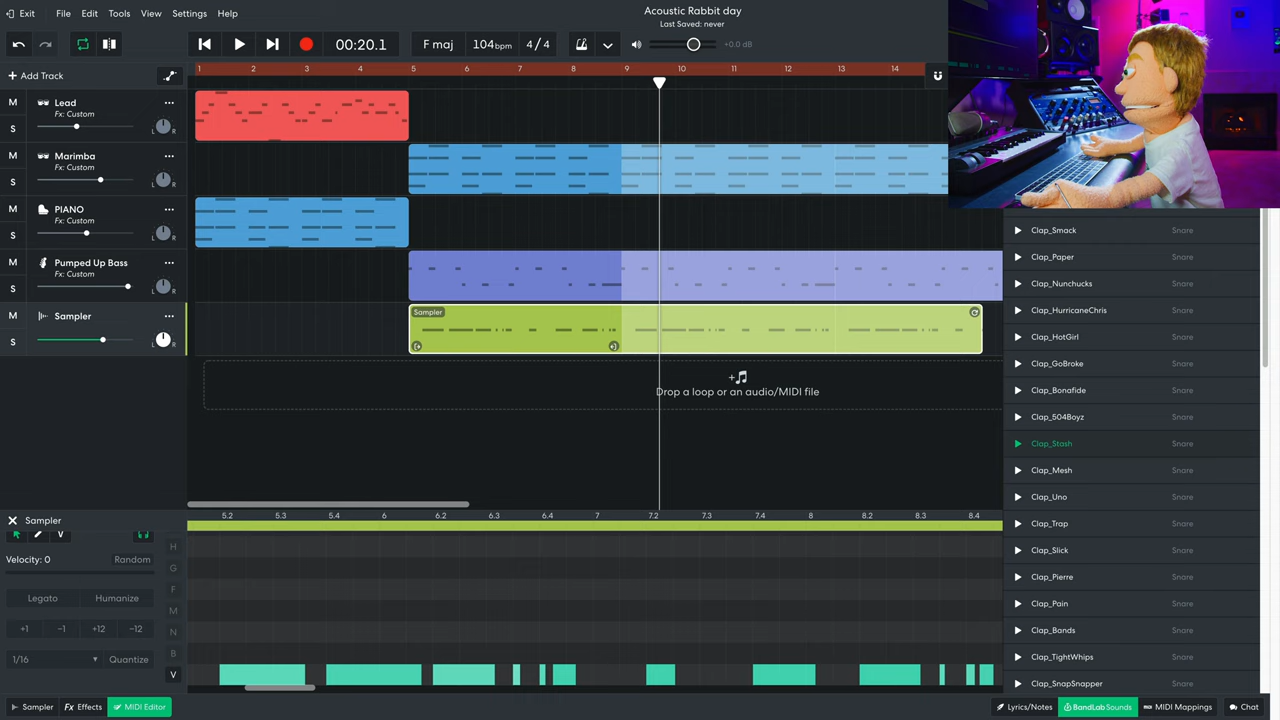 Exit File Edit Tools View Settings Help
Acoustic Rabbit day
Last Saved: never
00:20.1 F maj 104bpm 4 / 4 +0.0 dB
+ Add Track
1 2 3 4 5 6 7 8 9 10 11 12 13 14
M Lead
Fx: Custom
S L R
M Marimba
Fx: Custom
S L R
M PIANO
Fx: Custom
S L R
M Pumped Up Bass
Fx: Custom
S L R
M Sampler
S L R
Sampler
Drop a loop or an audio/MIDI file
Clap_Smack Snare
Clap_Paper Snare
Clap_Nunchucks Snare
Clap_HurricaneChris Snare
Clap_HotGirl Snare
Clap_GoBroke Snare
Clap_Bonafide Snare
Clap_504Boyz Snare
Clap_Stash Snare
Clap_Mesh Snare
Clap_Uno Snare
Clap_Trap Snare
Clap_Slick Snare
Clap_Pierre Snare
Clap_Pain Snare
Clap_Bands Snare
Clap_TightWhips Snare
Clap_SnapSnapper Snare
Sampler
5.2 5.3 5.4 6 6.2 6.3 6.4 7 7.2 7.3 7.4 8 8.2 8.3 8.4
V H
Velocity: 0 Random
G
F
Legato Humanize
M
+1 −1 +12 −12
N
B
1/16 Quantize
V
Sampler Fx Effects MIDI Editor
Lyrics/Notes BandLab Sounds MIDI Mappings Chat